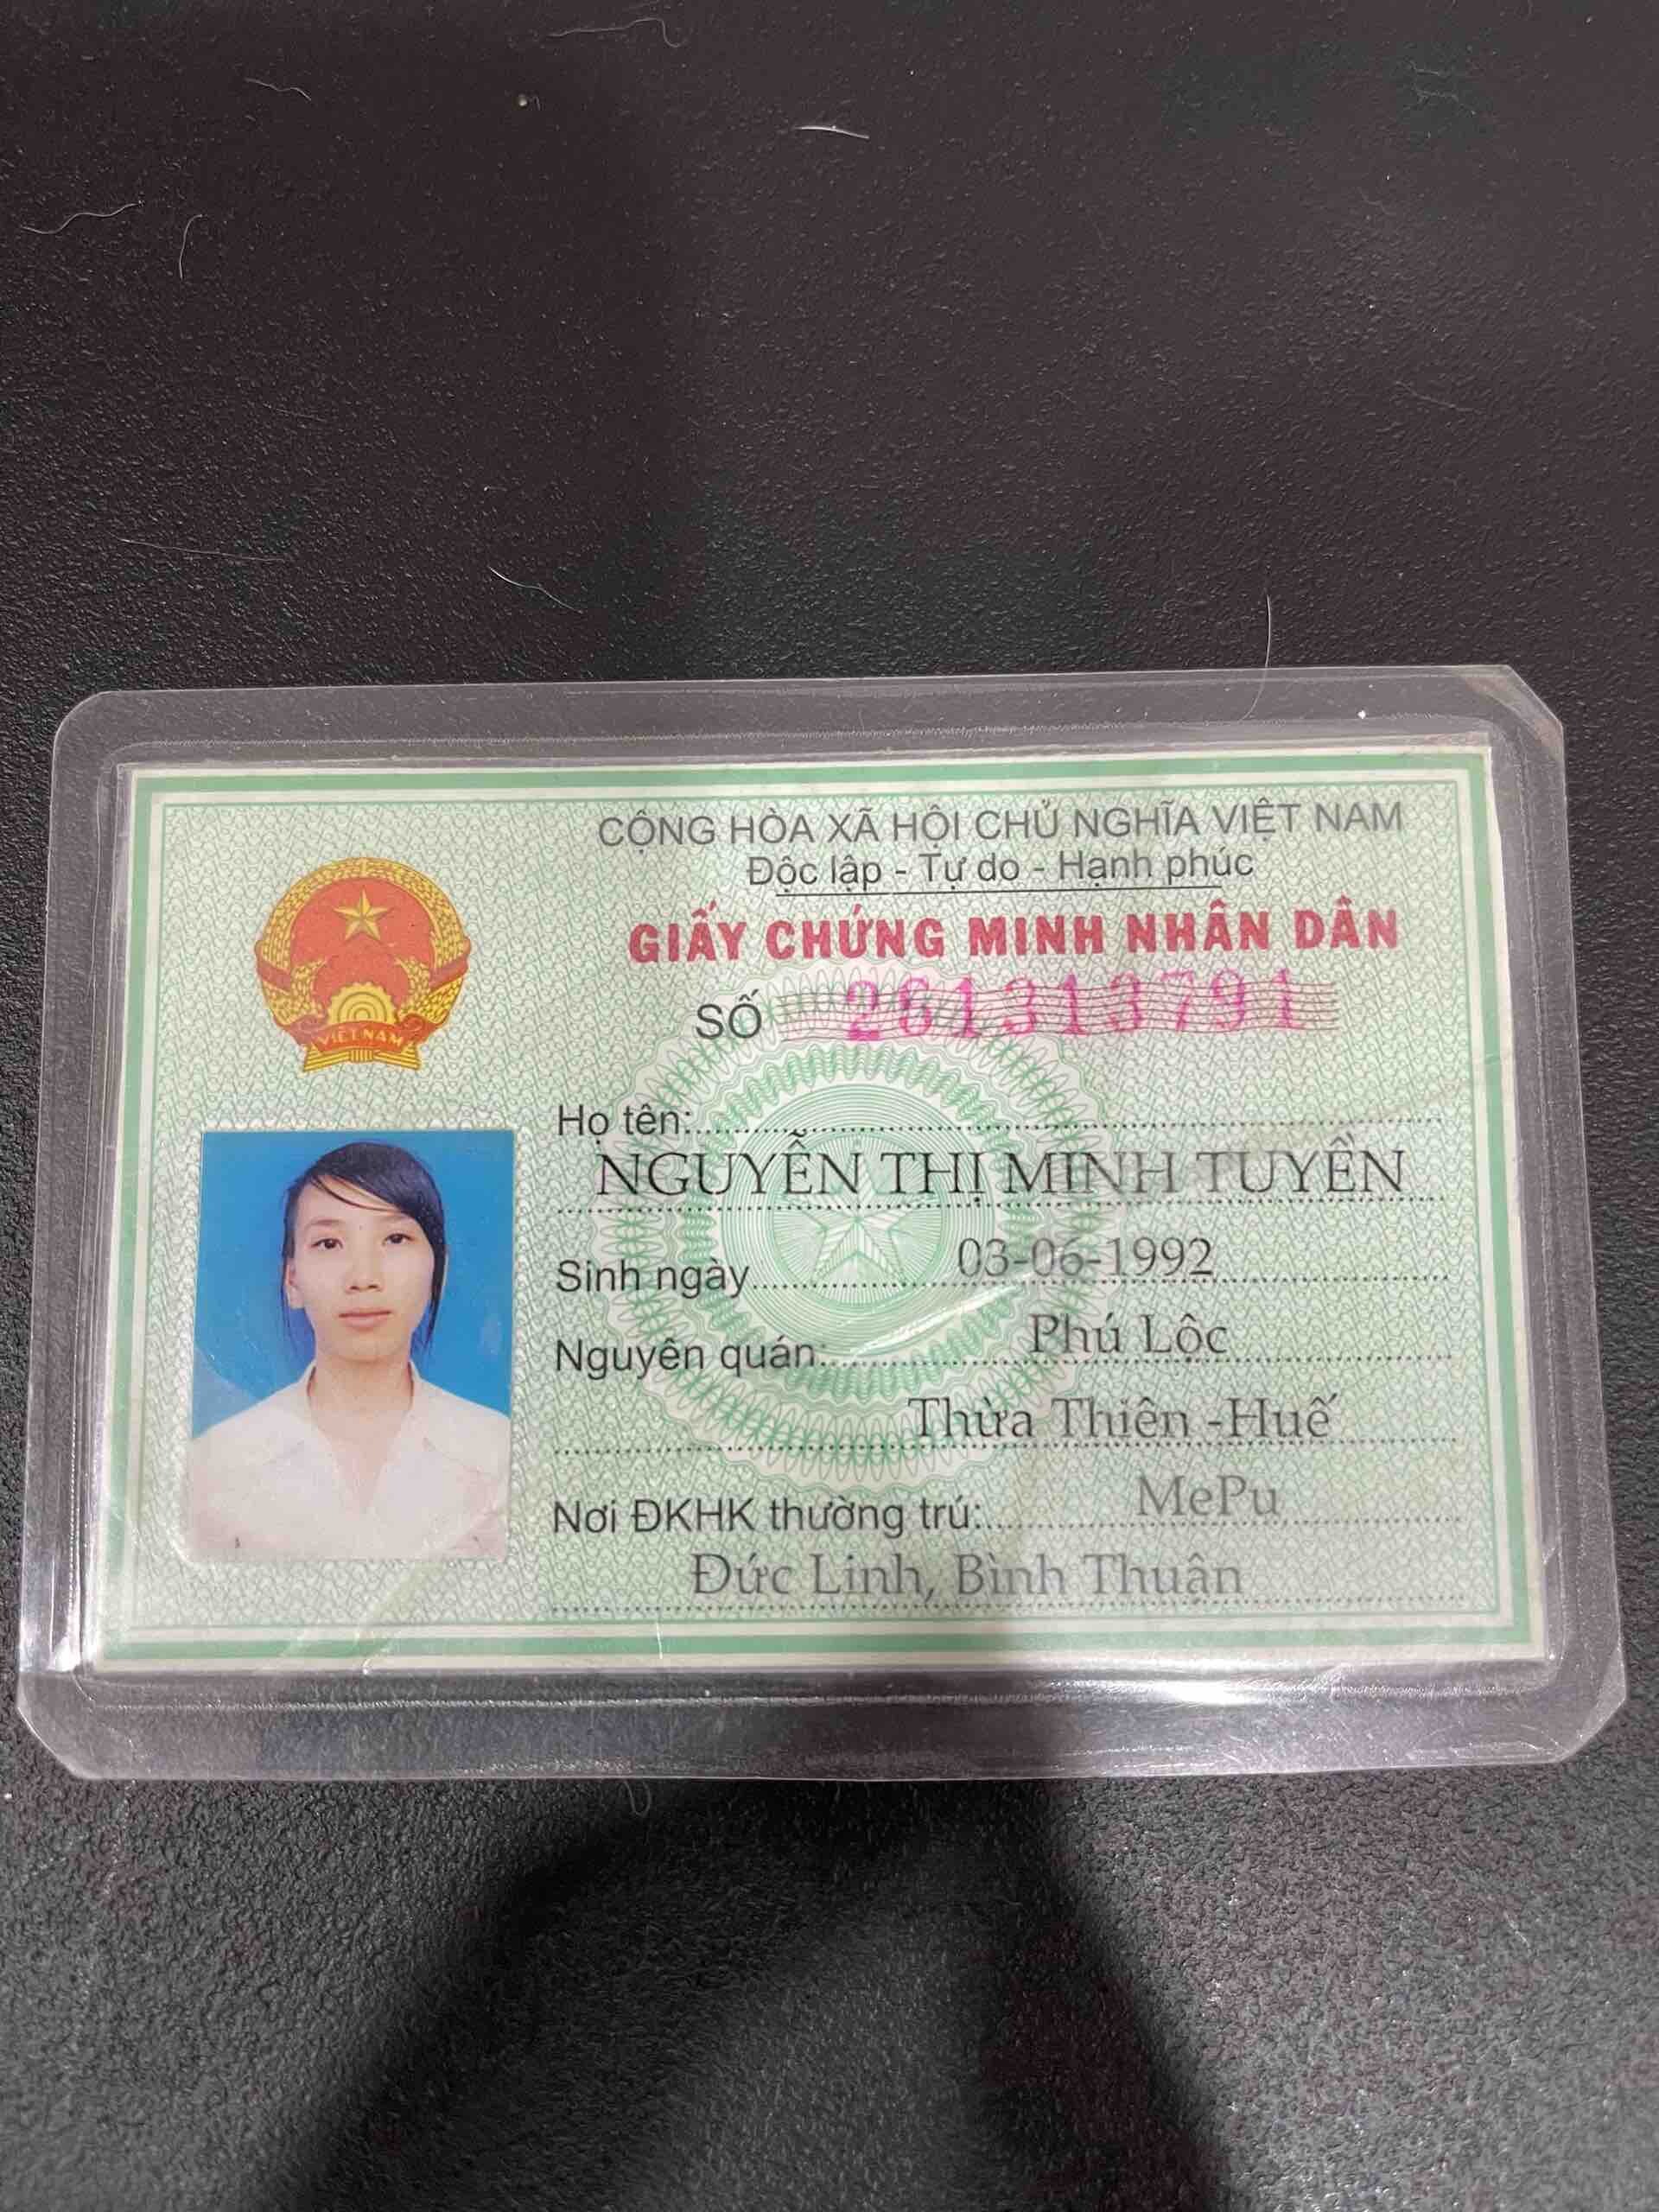 CỘNG HÒA XÃ HỘI CHỦ NGHĨA VIỆT NAM
Độc lập - Tự do - Hạnh phúc
GIẤY CHỨNG MINH NHÂN DÂN
SỐ 261313791
VIỆT NAM
Họ tên:
NGUYỄN THỊ MINH TUYỀN
Sinh ngày 03-06-1992
Nguyên quán: Phú Lộc
Thừa Thiên -Huế
Nơi ĐKHK thường trú: MePu
Đức Linh, Bình Thuận